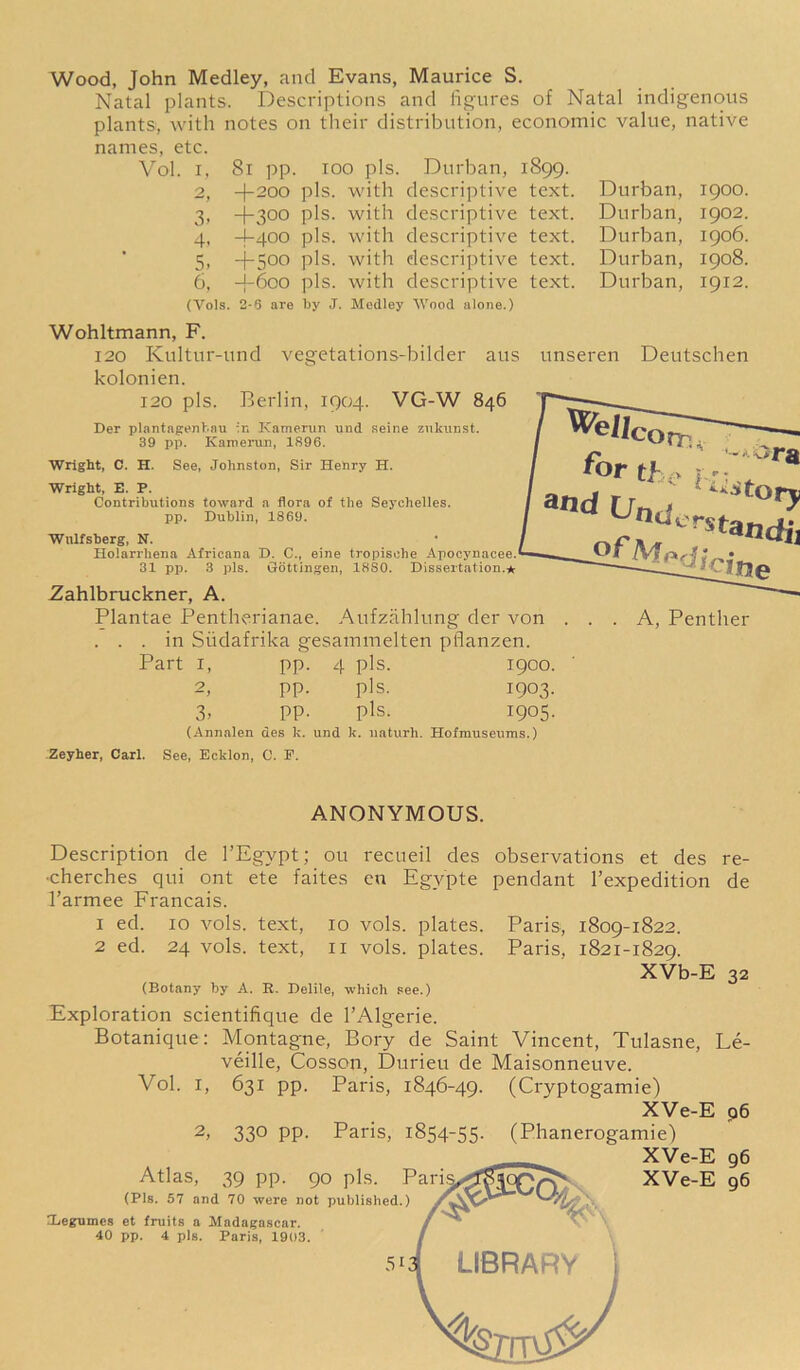 Wood, John Medley, and Evans, Maurice S.
Natal plants. Descriptions and figures of Natal indigenous
plants, with notes on their distribution, economic value, native
names, etc.
Vol. 1, 81 pp. 100 pls. Durban, 1899.
2, +200 pls. with descriptive text. Durban, 1900.
3, +300 pls. with descriptive text. Durban, 1902.
4, +400 pls. with descriptive text. Durban, 1906.
5, +500 pls. with descriptive text. Durban, 1908.
6, +600 pls. with descriptive text. Durban, 1912.
(Vols. 2-6 are by J. Medley Wood alone.)
Wohltmann, F.
120 Kultur-und vegetations-bilder aus unseren Deutschen
kolonien.
120 pls. Berlin, 1904. VG-W 846
Der plantagenbau in Kamerun und seine zukunst.
39 pp. Kamerun, 1896.
Wright, C. H. See, Johnston, Sir Henry H.
Wright, E. P.
Contributions toward a flora of the Seychelles.
pp. Dublin, 1869.
Wulfsberg, N.
Holarrhena Africana D. C., eine tropische Apocynacee.
31 pp. 3 pls. Göttingen, 1880. Dissertation.★
Wellcome
for the History
and Understandi
of Medicine
Zahlbruckner, A.
Plantae Pentherianae. Aufzählung der von . . . A, Penther
. . . in Südafrika gesammelten pflanzen.
Part 1, pp. 4 pls. 1900.
2, pp. pls. 1903.
3, pp. pls. 1905.
(Annalen des k. und k. naturh. Hofmuseums.)
Zeyher, Carl. See, Ecklon, C. F.
ANONYMOUS.
Description de l'Egypt; ou recueil des observations et des re-
cherches qui ont ete faites en Egypte pendant l'expedition de
l'armee Francais.
1 ed. 10 vols. text, 10 vols. plates. Paris, 1809-1822.
2 ed. 24 vols. text, 11 vols. plates. Paris, 1821-1829.
XVb-E 32
(Botany by A. R. Delile, which see.)
Exploration scientifique de l'Algerie.
Botanique: Montagne, Bory de Saint Vincent, Tulasne, Lé-
véille, Cosson, Durieu de Maisonneuve.
Vol. 1, 631 pp. Paris, 1846-49. (Cryptogamie)
XVe-E 96
2, 330 pp. Paris, 1854-55. (Phanerogamie)
XVe-E 96
Atlas, 39 pp. 90 pls. Paris, XVe-E 96
(Pls. 57 and 70 were not published.)
Legumes et fruits a Madagascar.
40 pp. 4 pls. Paris, 1903.
513
LIBRARY